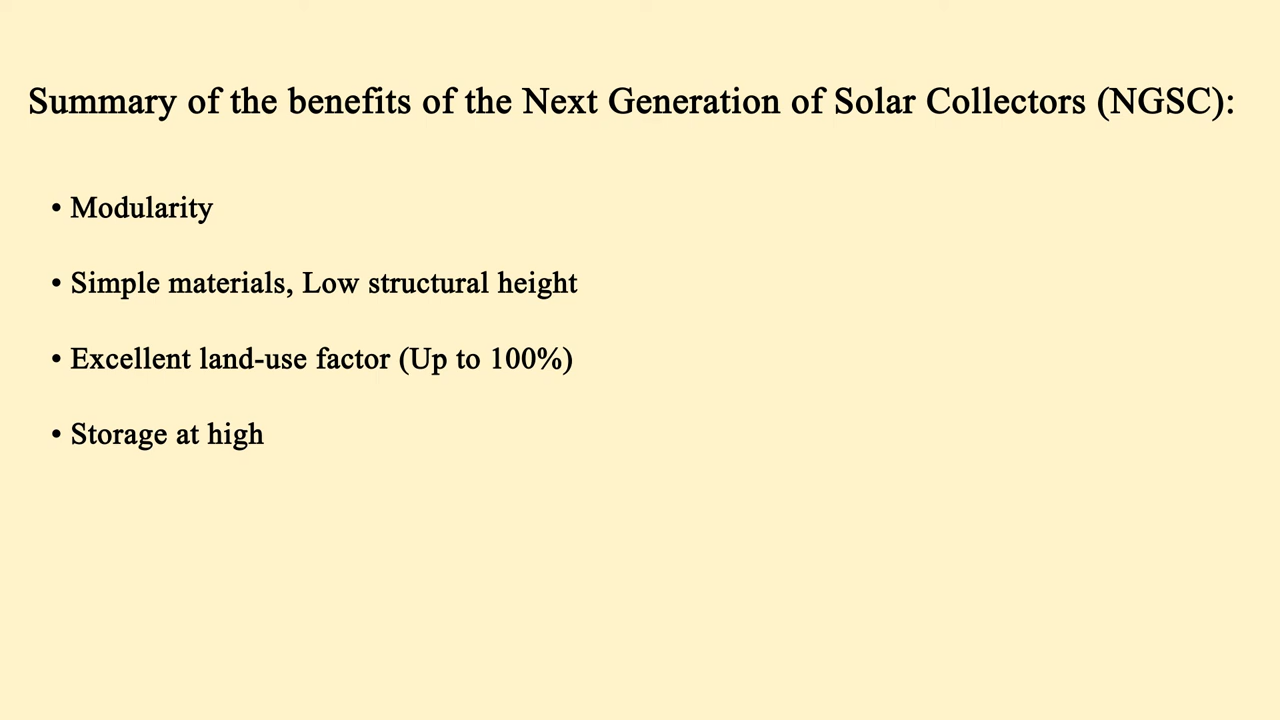 Summary of the benefits of the Next Generation of Solar Collectors (NGSC):
• Modularity
• Simple materials, Low structural height
• Excellent land-use factor (Up to 100%)
• Storage at high